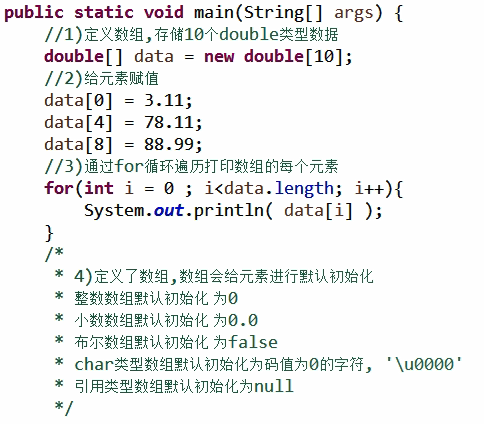 public static void main(String[] args) {
//1)定义数组,存储10个double类型数据
double[] data = new double[10];
//2)给元素赋值
data[0] = 3.11;
data[4] = 78.11;
data[8] = 88.99;
//3)通过for循环遍历打印数组的每个元素
for(int i = 0 ; i<data.length; i++){
System.out.println( data[i] );
}
/*
* 4)定义了数组,数组会给元素进行默认初始化
* 整数数组默认初始化 为0
* 小数数组默认初始化 为0.0
* 布尔数组默认初始化 为false
* char类型数组默认初始化为码值为0的字符, '\u0000'
* 引用类型数组默认初始化为null
*/